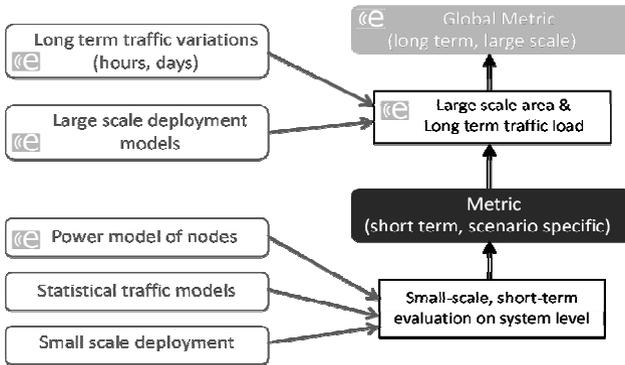 Long term traffic variations
(hours, days)
Large scale deployment
models
Power model of nodes
Statistical traffic models
Small scale deployment
Global Metric
(long term, large scale)
Large scale area &
Long term traffic load
Metric
(short term, scenario specific)
Small-scale, short-term
evaluation on system level
e
e
e
e
e